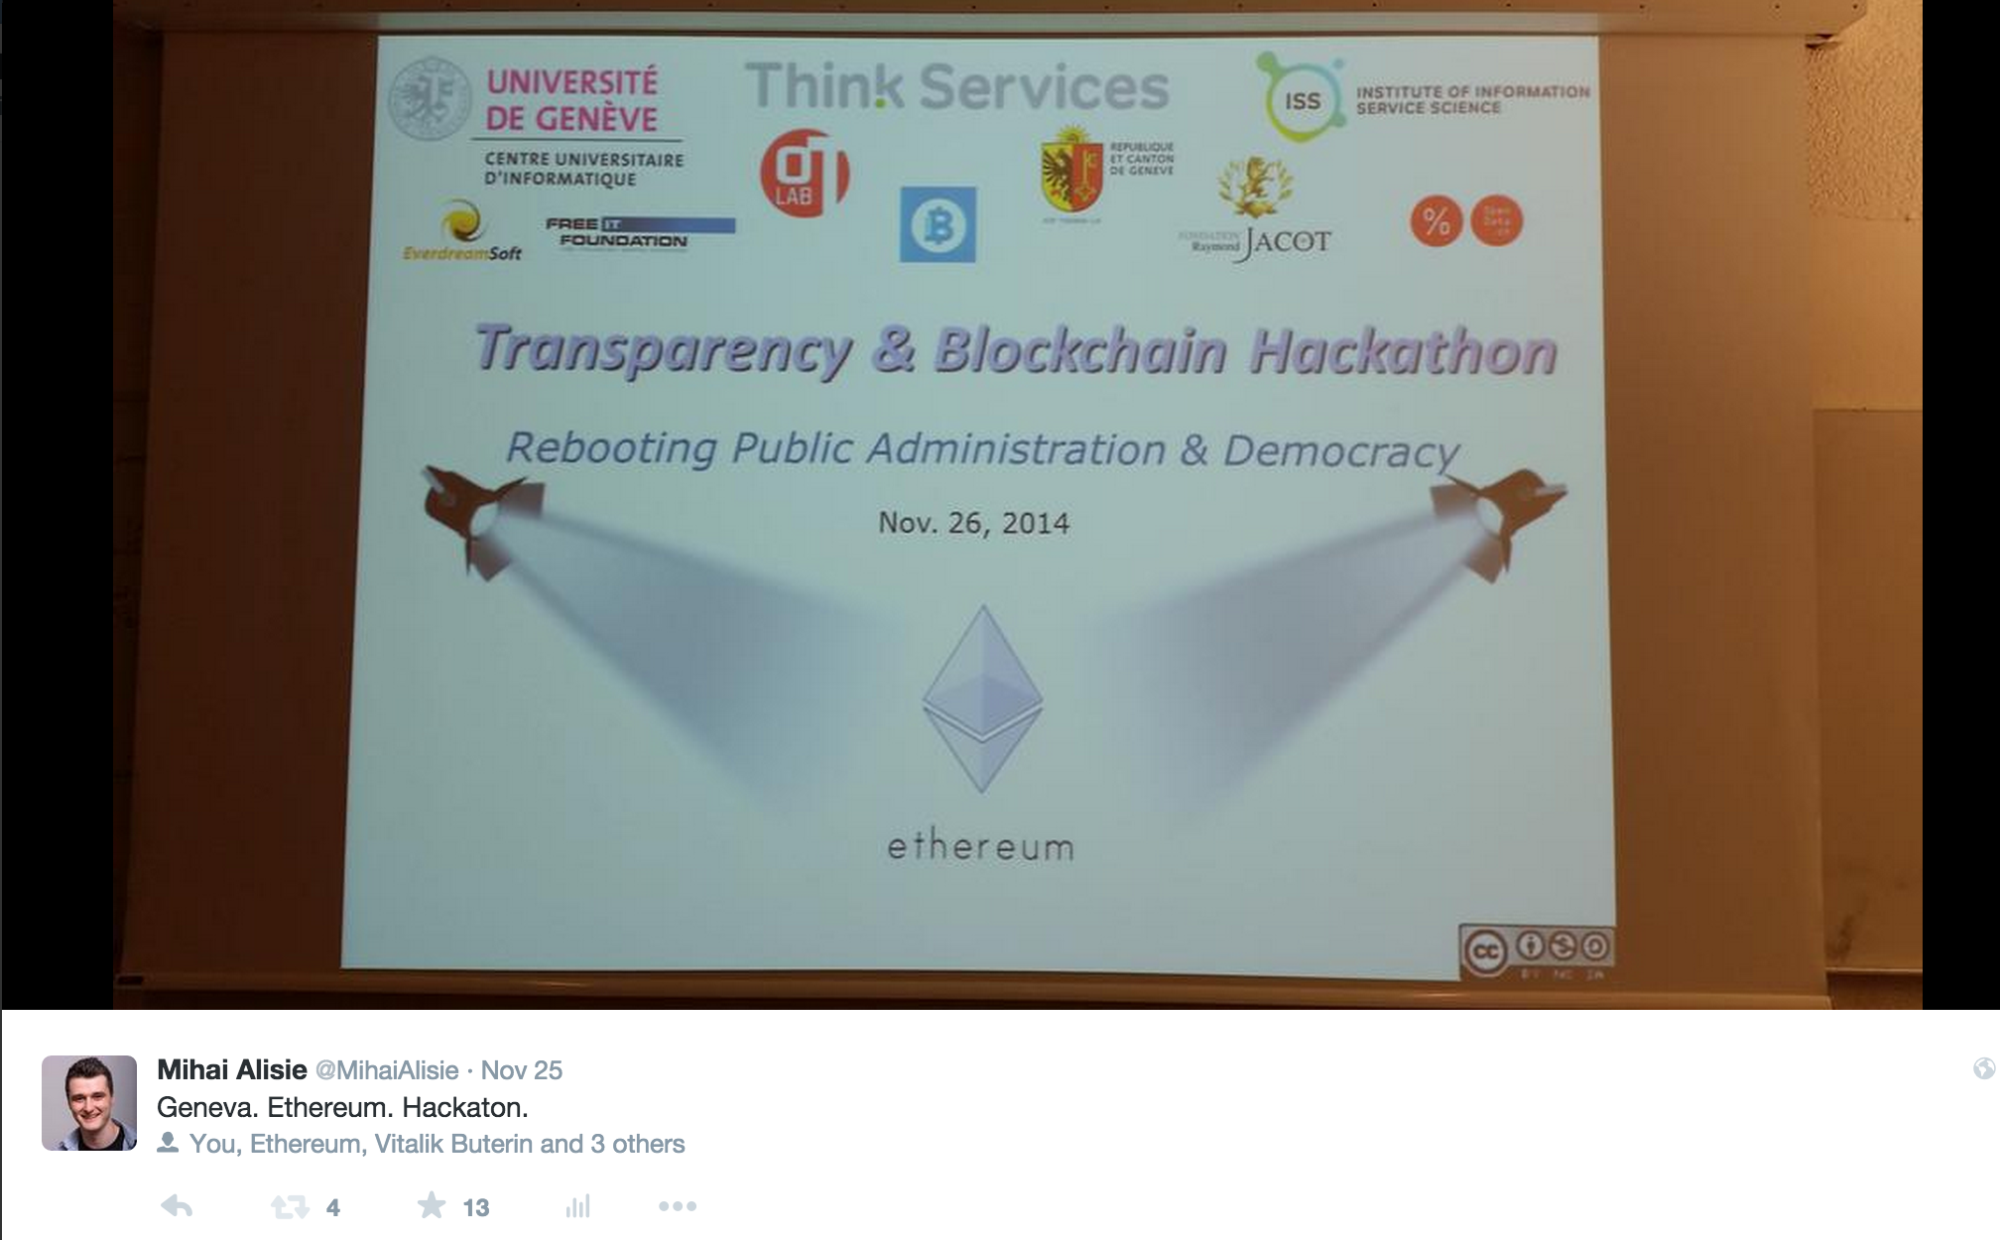 UNIVERSITÉ
DE GENÈVE
CENTRE UNIVERSITAIRE
D'INFORMATIQUE
Think Services
ISS
INSTITUTE OF INFORMATION
SERVICE SCIENCE
LAB
REPUBLIQUE
ET CANTON
DE GENEVE
EverdreamSoft
FREE IT
FOUNDATION
FONDATION
Raymond JACOT
%
Transparency & Blockchain Hackathon
Rebooting Public Administration & Democracy
Nov. 26, 2014
ethereum
cc
BY NC SA
Mihai Alisie @MihaiAlisie · Nov 25
Geneva. Ethereum. Hackaton.
You, Ethereum, Vitalik Buterin and 3 others
4
13